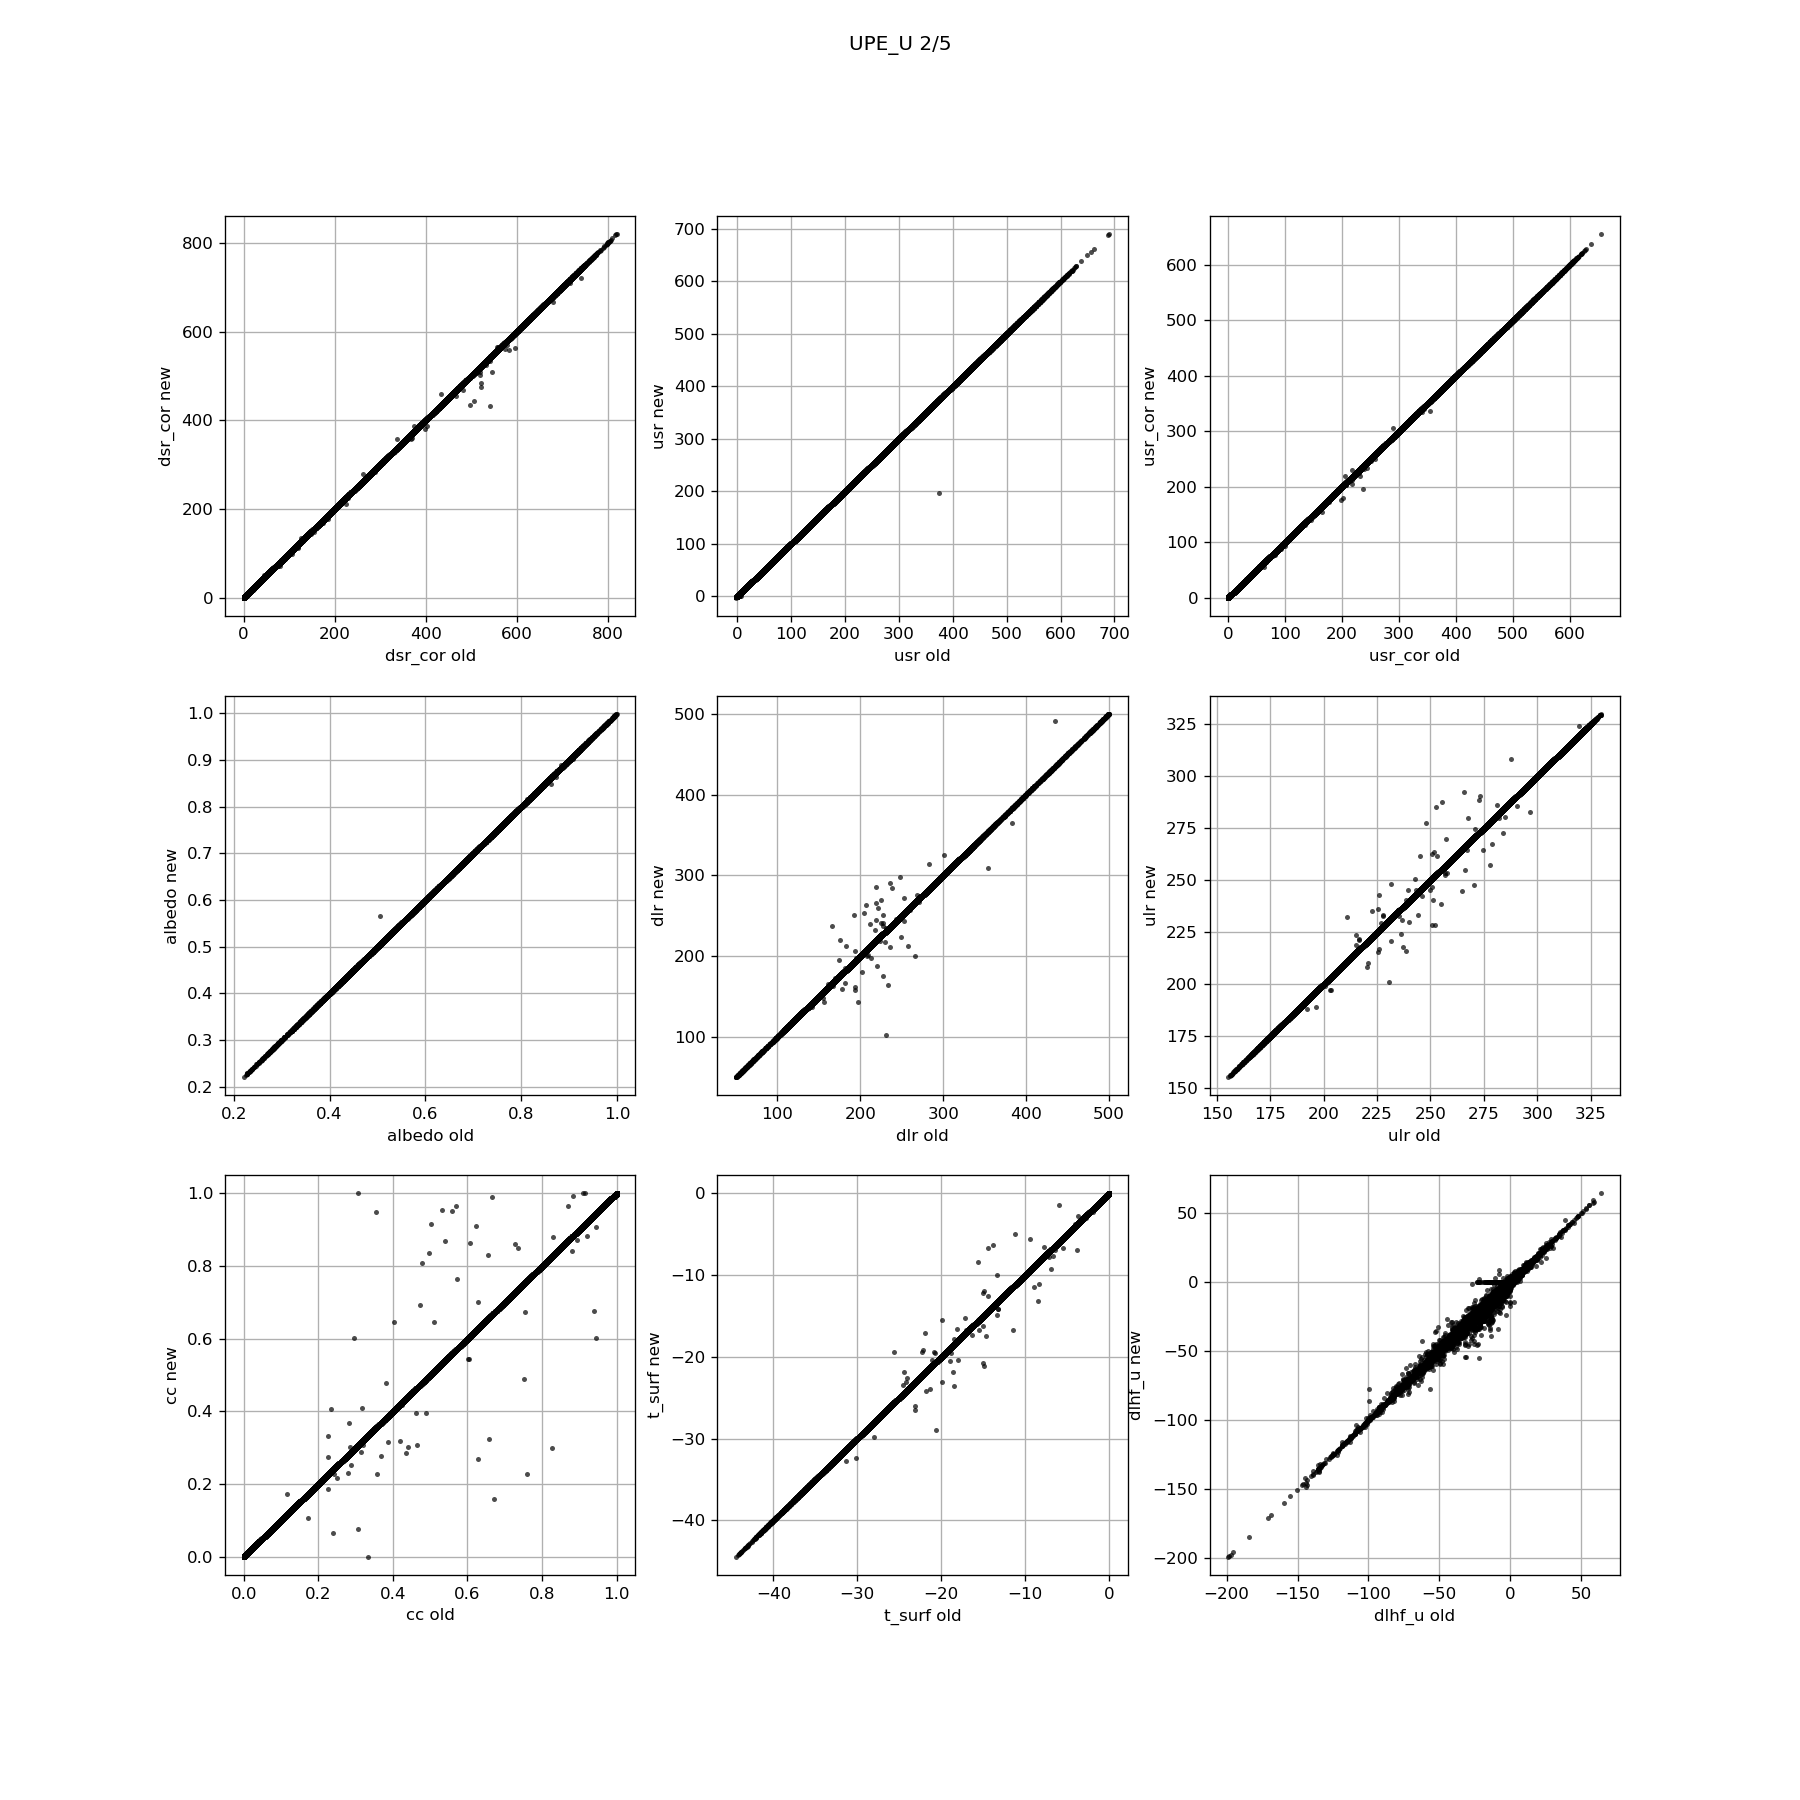 UPE_U 2/5
800
600
400
200
0
dsr_cor new
0 200 400 600 800
dsr_cor old
700
600
500
400
300
200
100
0
usr new
0 100 200 300 400 500 600 700
usr old
600
500
400
300
200
100
0
usr_cor new
0 100 200 300 400 500 600
usr_cor old
1.0
0.9
0.8
0.7
0.6
0.5
0.4
0.3
0.2
albedo new
0.2 0.4 0.6 0.8 1.0
albedo old
500
400
300
200
100
dlr new
100 200 300 400 500
dlr old
325
300
275
250
225
200
175
150
ulr new
150 175 200 225 250 275 300 325
ulr old
1.0
0.8
0.6
0.4
0.2
0.0
cc new
0.0 0.2 0.4 0.6 0.8 1.0
cc old
0
−10
−20
−30
−40
t_surf new
−40 −30 −20 −10 0
t_surf old
50
0
−50
−100
−150
−200
dlhf_u new
−200 −150 −100 −50 0 50
dlhf_u old